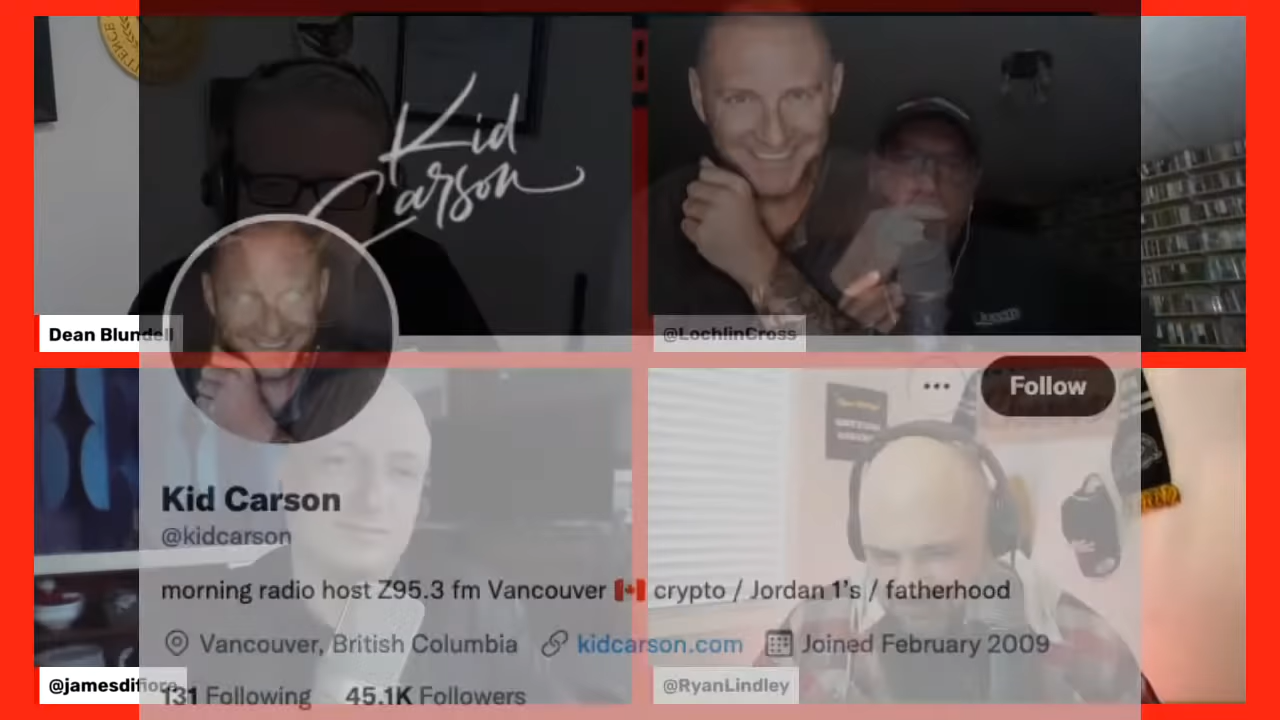 Kid
Carson
Dean Blundell
@LochlinCross
Follow
Kid Carson
@kidcarson
morning radio host Z95.3 fm Vancouver 🇨🇦 crypto / Jordan 1's / fatherhood
Vancouver, British Columbia kidcarson.com Joined February 2009
@jamesdifiore
131 Following 45.1K Followers
@RyanLindley